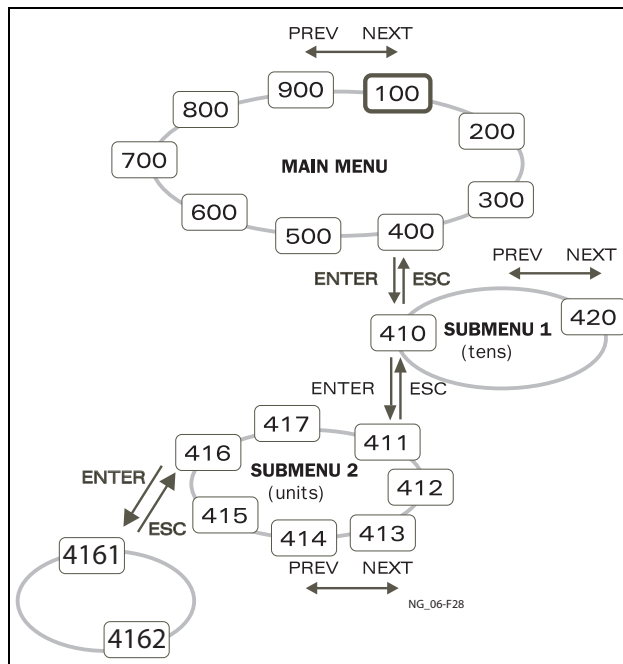 PREV NEXT
900
100
800
200
700
MAIN MENU
300
600
500
400
ENTER ESC
PREV NEXT
410
SUBMENU 1
420
(tens)
ENTER ESC
417
411
416
SUBMENU 2
412
ENTER
(units)
415
413
ESC
414
4161
PREV NEXT
4162
NG_06-F28